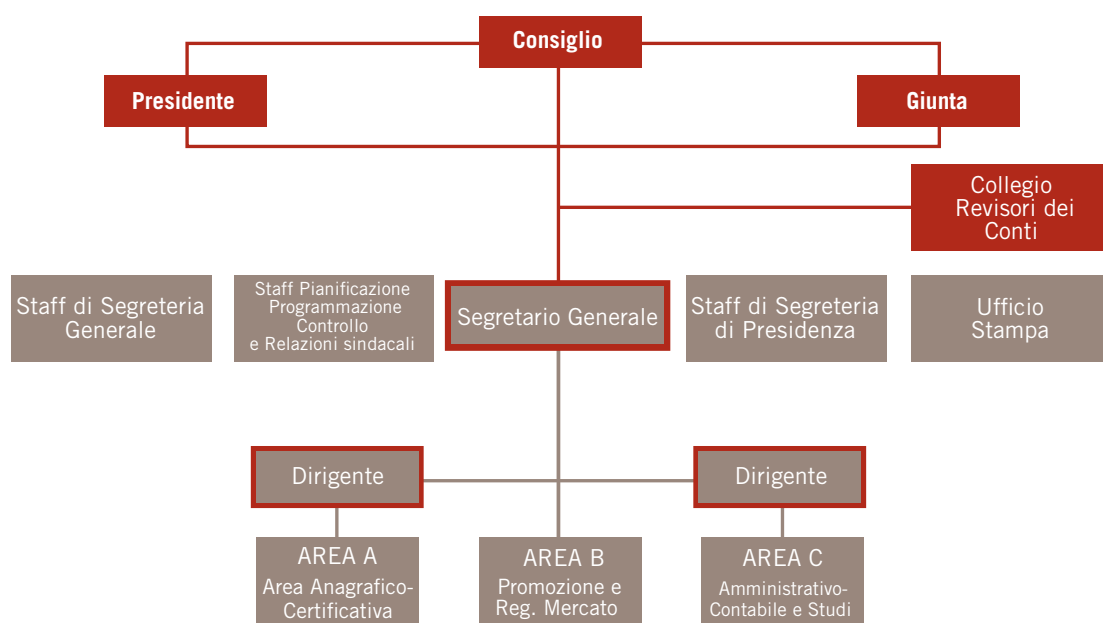 Consiglio
Presidente
Giunta
Collegio
Revisori dei
Conti
Staff di Segreteria
Generale
Staff Pianificazione
Programmazione
Controllo
e Relazioni sindacali
Segretario Generale
Staff di Segreteria
di Presidenza
Ufficio
Stampa
Dirigente
Dirigente
AREA A
Area Anagrafico-
Certificativa
AREA B
Promozione e
Reg. Mercato
AREA C
Amministrativo-
Contabile e Studi